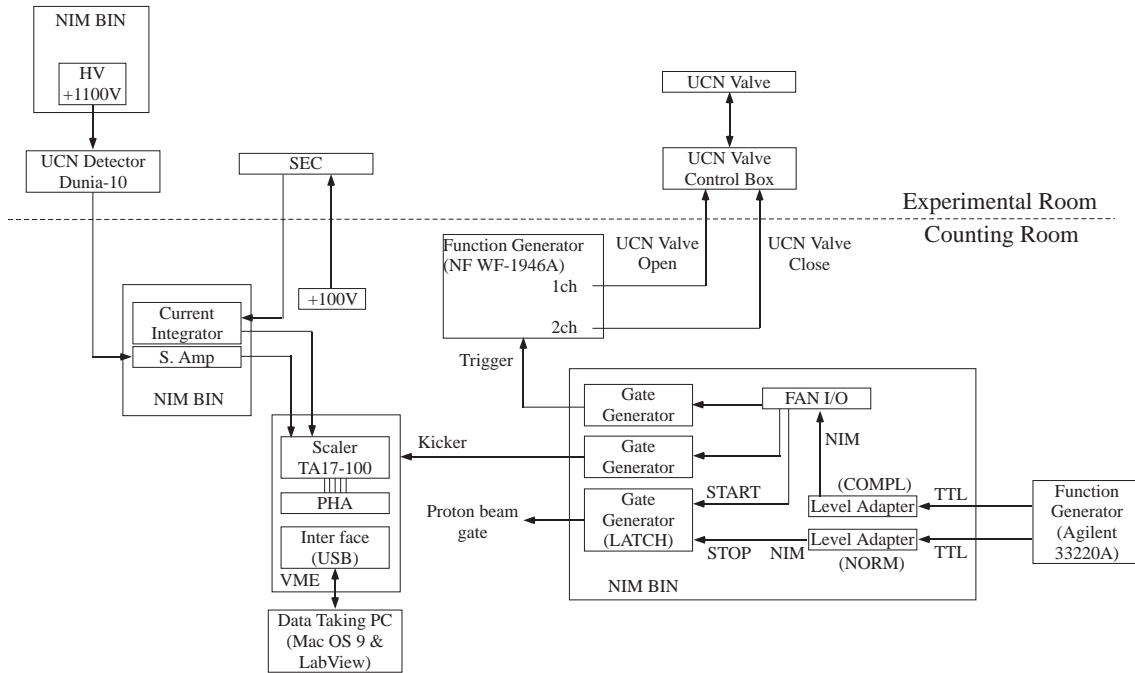 NIM BIN
HV
+1100V
UCN Detector
Dunia-10
SEC
UCN Valve
UCN Valve
Control Box
Experimental Room
Counting Room
Function Generator
(NF WF-1946A)
1ch
2ch
UCN Valve
Open
UCN Valve
Close
+100V
Current
Integrator
S. Amp
NIM BIN
Trigger
Gate
Generator
FAN I/O
NIM
Kicker
Gate
Generator
Scaler
TA17-100
PHA
Inter face
(USB)
VME
Data Taking PC
(Mac OS 9 &
LabView)
Proton beam
gate
Gate
Generator
(LATCH)
START
STOP
NIM
(COMPL)
Level Adapter
Level Adapter
(NORM)
TTL
TTL
Function
Generator
(Agilent
33220A)
NIM BIN